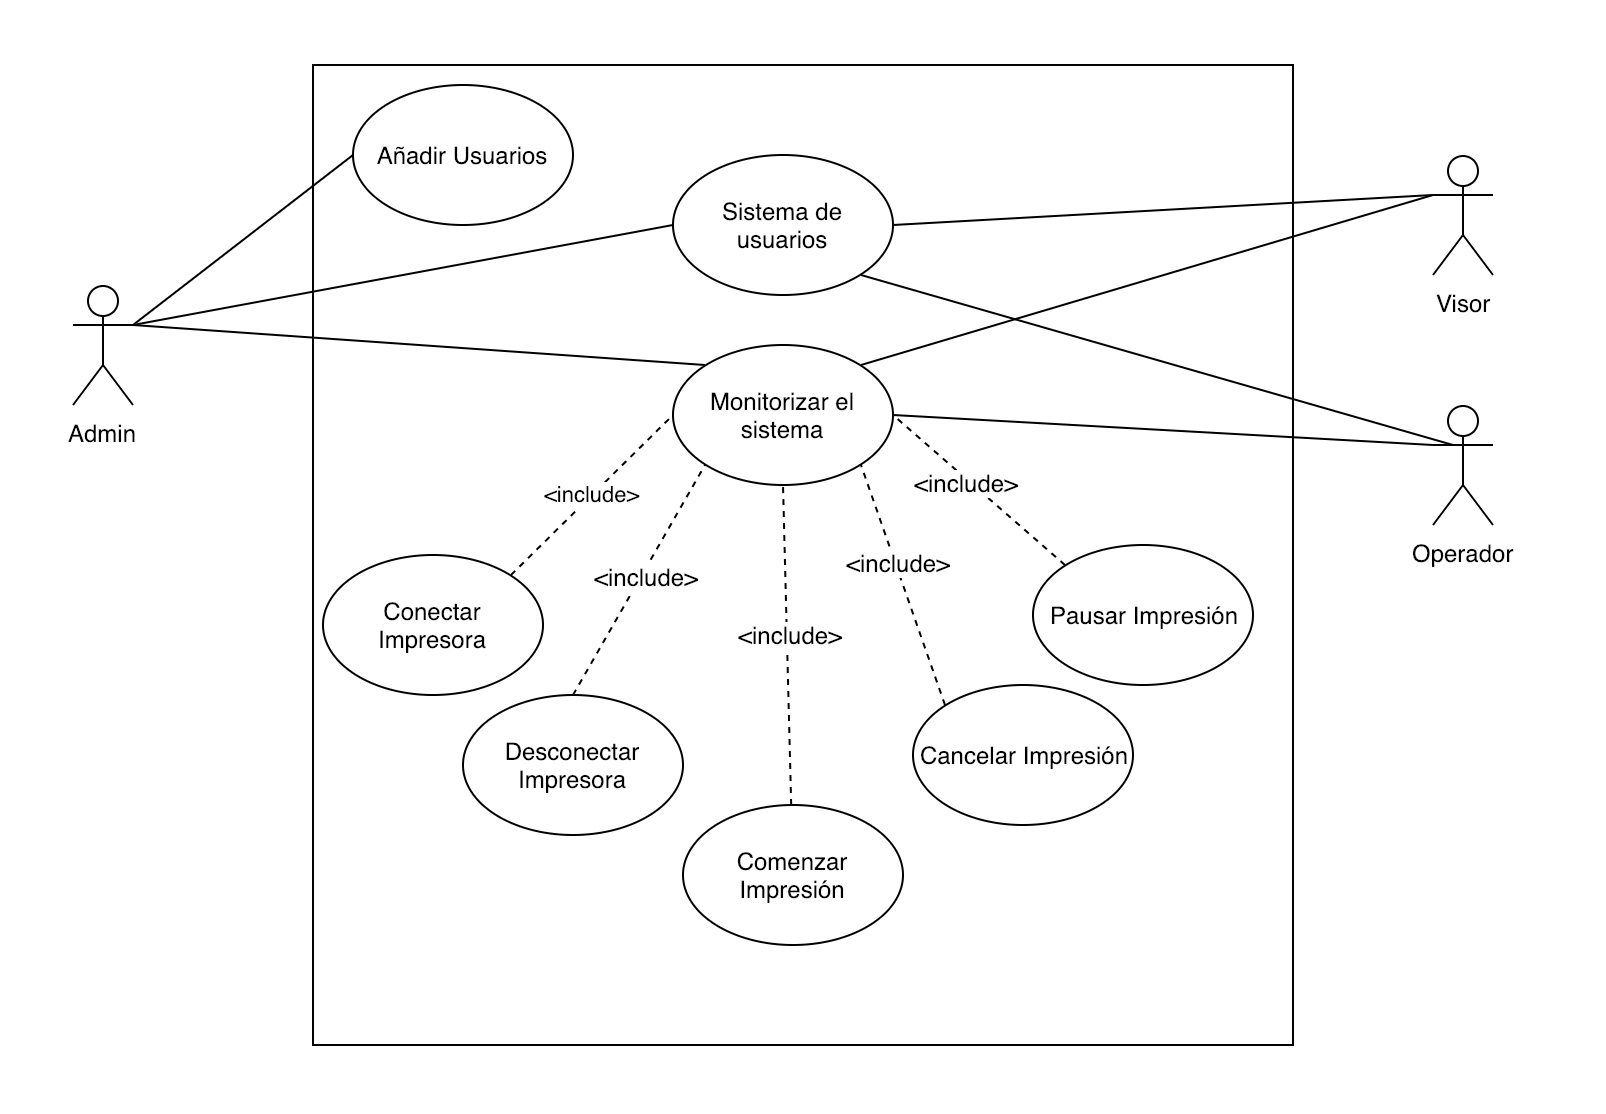 Añadir Usuarios
Sistema de
usuarios
Visor
Admin
Monitorizar el
sistema
Operador
<include>
<include>
<include>
<include>
<include>
Conectar
Impresora
Pausar Impresión
Desconectar
Impresora
Cancelar Impresión
Comenzar
Impresión